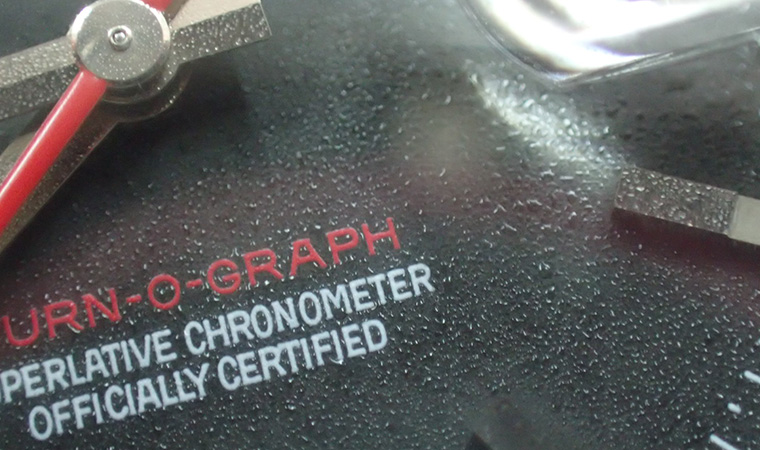 URN-O-GRAPH
PERLATIVE CHRONOMETER
OFFICIALLY CERTIFIED